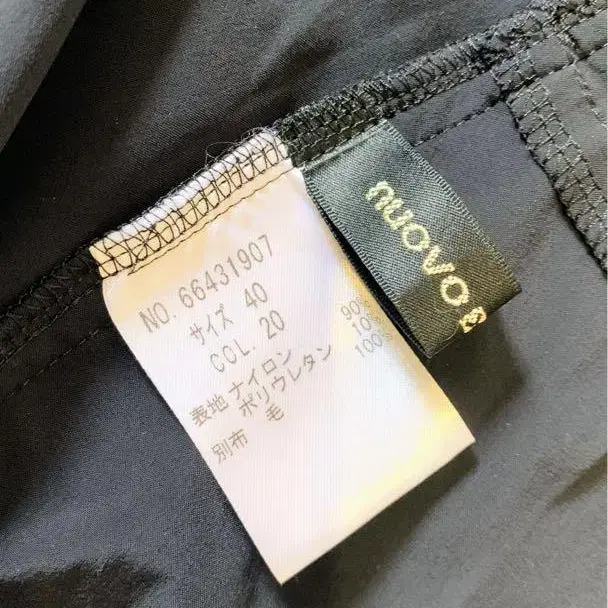 NO. 66431907
サイズ 40
COL. 20
表地 ナイロン 90%
ポリウレタン 10%
別布 毛 100%
nuovo